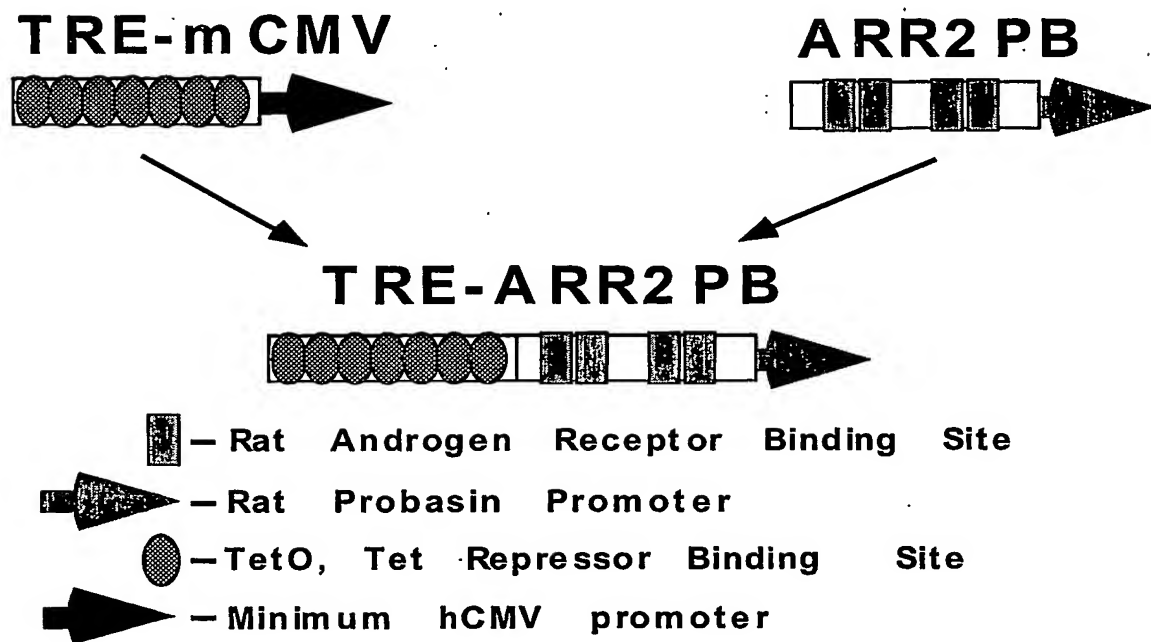 TRE-mCMV
ARR2PB
TRE-ARR2PB
– Rat Androgen Receptor Binding Site
– Rat Probasin Promoter
– TetO, Tet Repressor Binding Site
– Minimum hCMV promoter